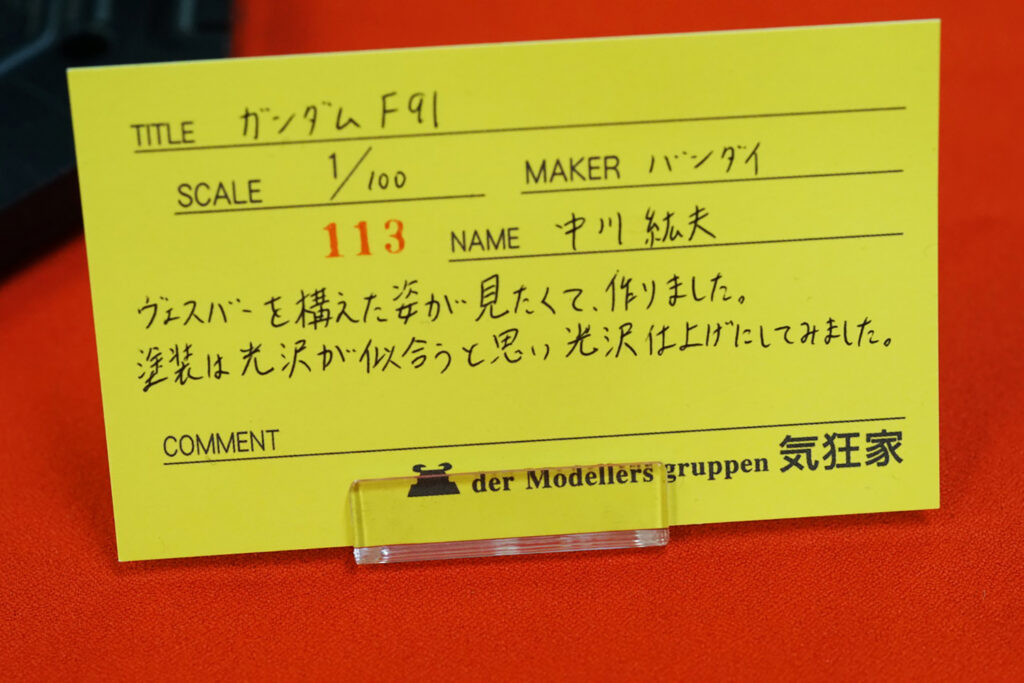 TITLE ガンダムF91
SCALE 1/100 MAKER バンダイ
113 NAME 中川 紘夫
ヴェスバーを構えた姿が見たくて、作りました。
塗装は光沢が似合うと思い光沢仕上げにしてみました。
COMMENT
der Modellers gruppen 気狂家